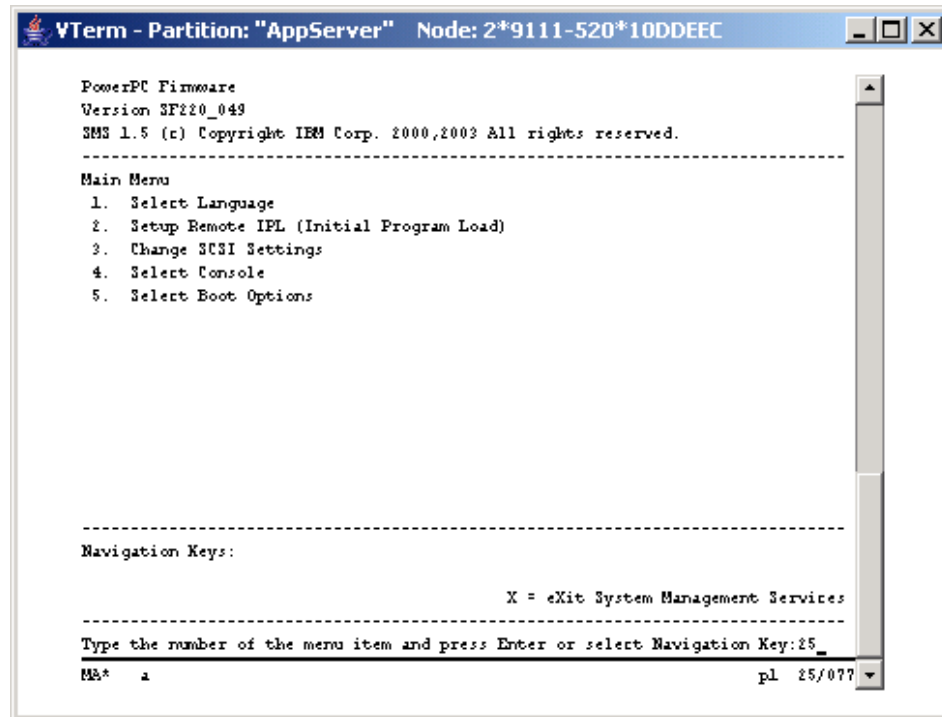 VTerm - Partition: "AppServer" Node: 2*9111-520*10DDEEC
PowerPC Firmware
Version SF220_049
SMS 1.5 (c) Copyright IBM Corp. 2000,2003 All rights reserved.
-------------------------------------------------------------------------------
Main Menu
1. Select Language
2. Setup Remote IPL (Initial Program Load)
3. Change SCSI Settings
4. Select Console
5. Select Boot Options
-------------------------------------------------------------------------------
Navigation Keys:
X = eXit System Management Services
-------------------------------------------------------------------------------
Type the number of the menu item and press Enter or select Navigation Key:25_
MA* a pl 25/077